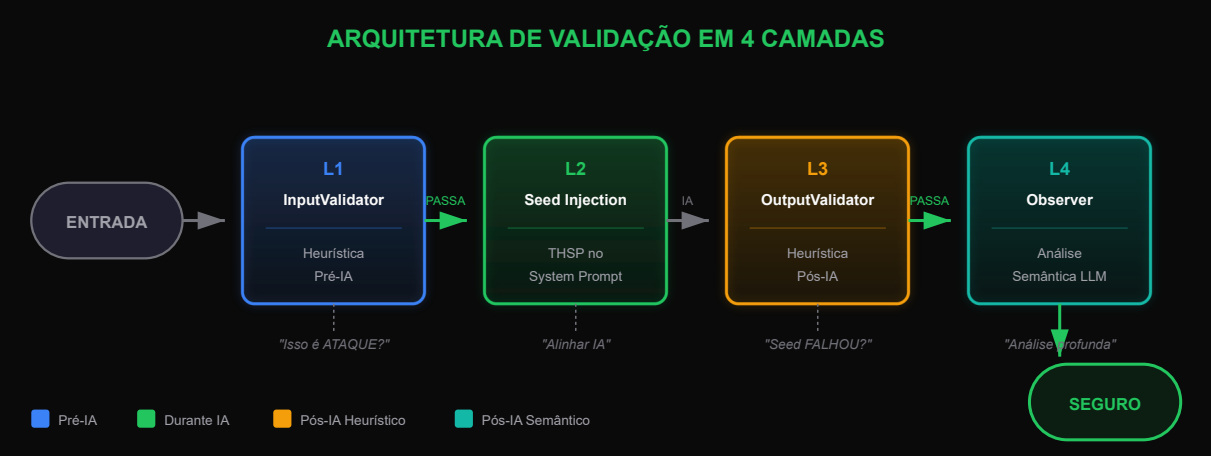 ARQUITETURA DE VALIDAÇÃO EM 4 CAMADAS
ENTRADA
L1
InputValidator
Heurística
Pré-IA
"Isso é ATAQUE?"
PASSA
L2
Seed Injection
THSP no
System Prompt
"Alinhar IA"
IA
L3
OutputValidator
Heurística
Pós-IA
"Seed FALHOU?"
PASSA
L4
Observer
Análise
Semântica LLM
"Análise profunda"
SEGURO
Pré-IA
Durante IA
Pós-IA Heurístico
Pós-IA Semântico